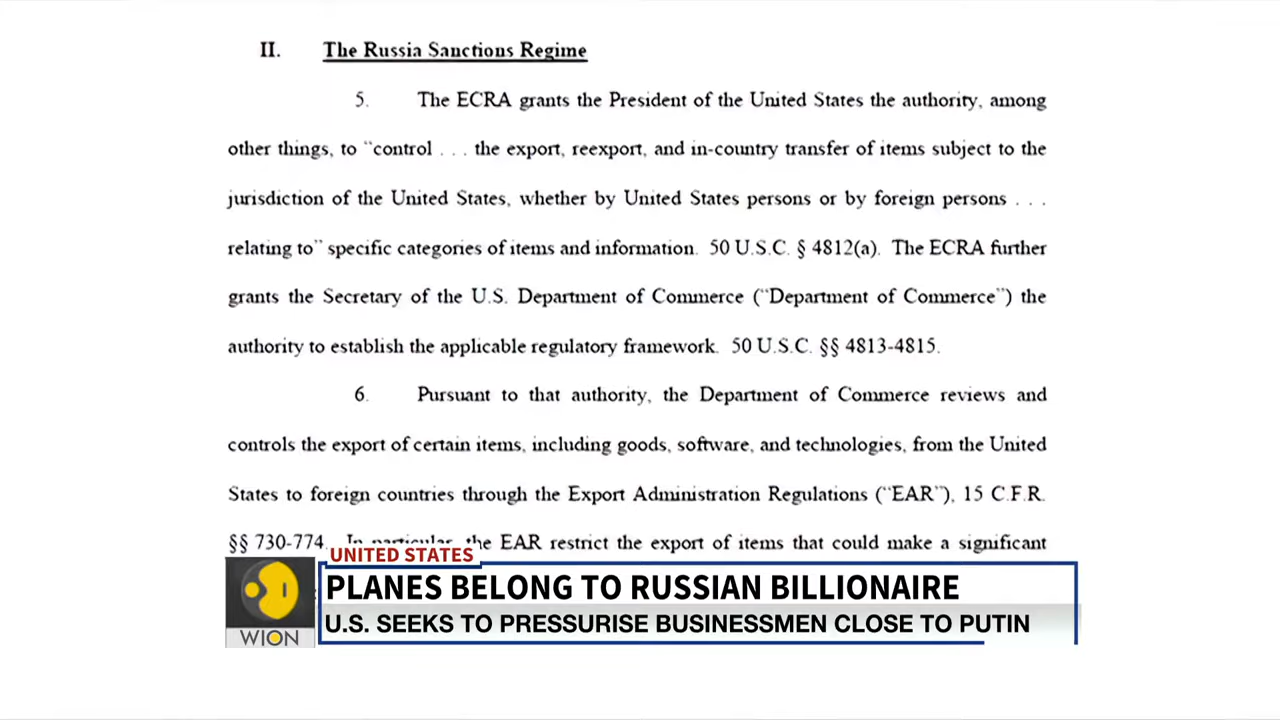 II. The Russia Sanctions Regime
5. The ECRA grants the President of the United States the authority, among
other things, to "control . . . the export, reexport, and in-country transfer of items subject to the
jurisdiction of the United States, whether by United States persons or by foreign persons . . .
relating to" specific categories of items and information. 50 U.S.C. § 4812(a). The ECRA further
grants the Secretary of the U.S. Department of Commerce ("Department of Commerce") the
authority to establish the applicable regulatory framework. 50 U.S.C. §§ 4813-4815.
6. Pursuant to that authority, the Department of Commerce reviews and
controls the export of certain items, including goods, software, and technologies, from the United
States to foreign countries through the Export Administration Regulations ("EAR"), 15 C.F.R.
§§ 730-774. In particular, the EAR restrict the export of items that could make a significant
UNITED STATES
PLANES BELONG TO RUSSIAN BILLIONAIRE
U.S. SEEKS TO PRESSURISE BUSINESSMEN CLOSE TO PUTIN
WION